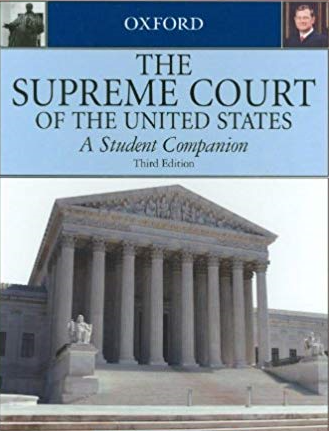 OXFORD
THE
SUPREME COURT
OF THE UNITED STATES
A Student Companion
Third Edition